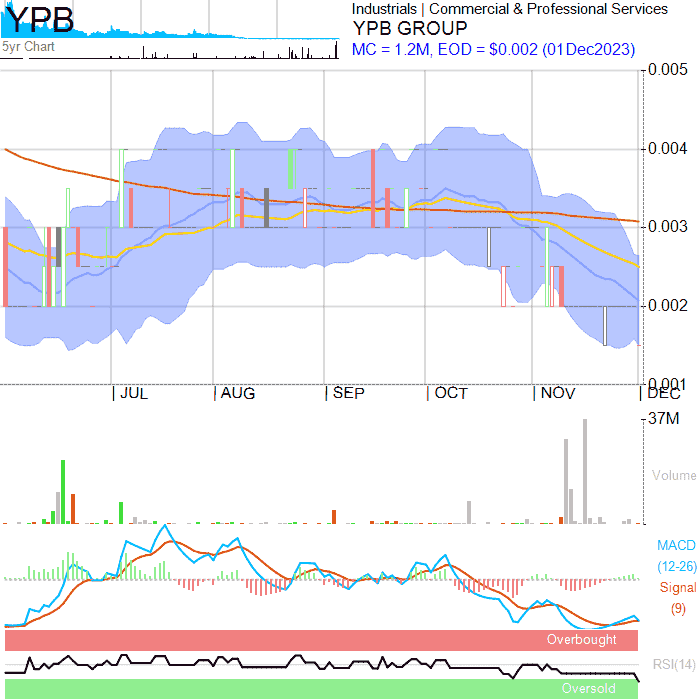 YPB
5yr Chart
Industrials | Commercial & Professional Services
YPB GROUP
MC = 1.2M, EOD = $0.002 (01Dec2023)
0.005
0.004
0.003
0.002
0.001
JUL
AUG
SEP
OCT
NOV
DEC
37M
Volume
MACD
(12-26)
Signal
(9)
Overbought
RSI(14)
Oversold